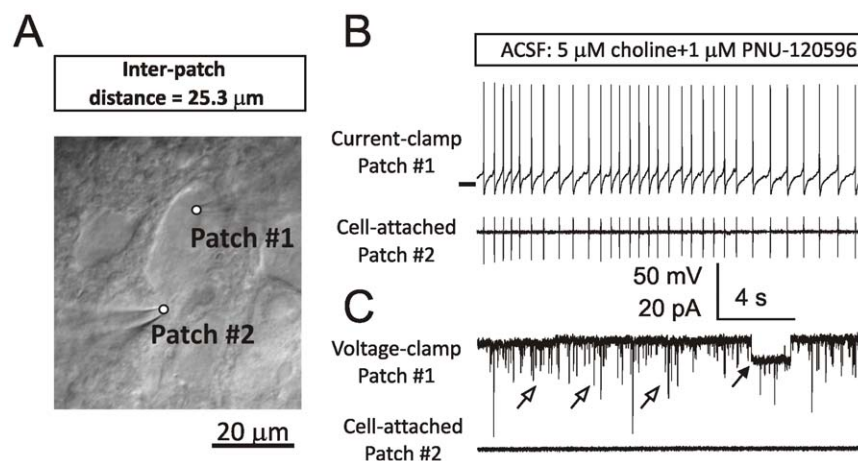 A
Inter-patch
distance = 25.3 μm
Patch #1
Patch #2
20 μm
B
ACSF: 5 μM choline+1 μM PNU-120596
Current-clamp
Patch #1
Cell-attached
Patch #2
50 mV
20 pA
4 s
C
Voltage-clamp
Patch #1
Cell-attached
Patch #2